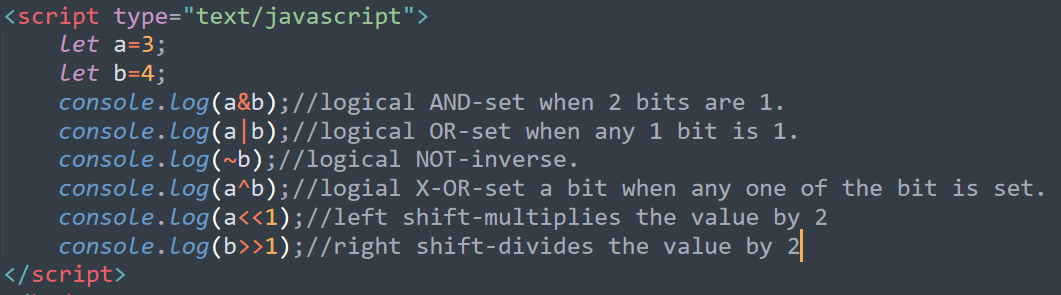 <script type="text/javascript">
let a=3;
let b=4;
console.log(a&b);//logical AND-set when 2 bits are 1.
console.log(a|b);//logical OR-set when any 1 bit is 1.
console.log(~b);//logical NOT-inverse.
console.log(a^b);//logial X-OR-set a bit when any one of the bit is set.
console.log(a<<1);//left shift-multiplies the value by 2
console.log(b>>1);//right shift-divides the value by 2
</script>